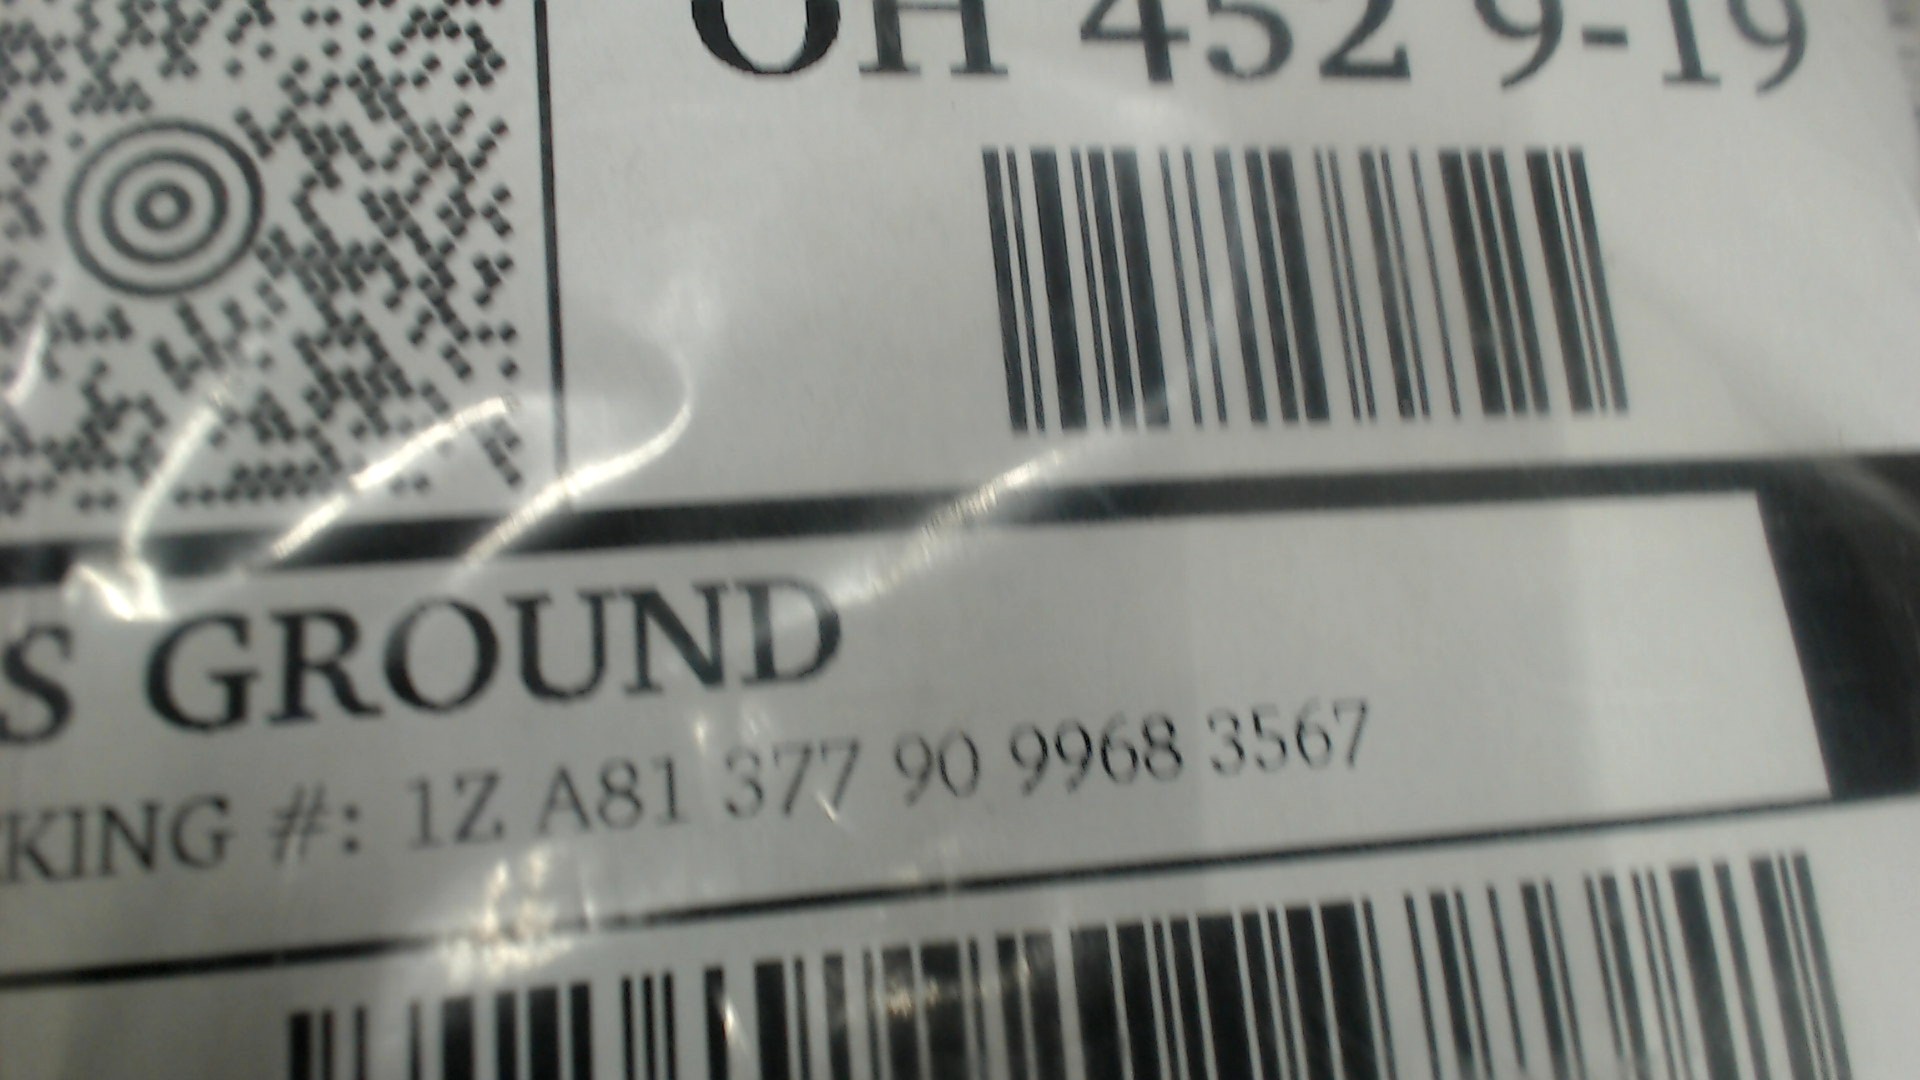 OH 452 9-19
S GROUND
KING #: 1Z A81 377 90 9968 3567